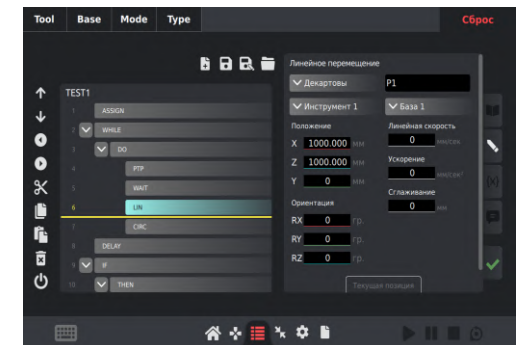 Tool Base Mode Type Сброс
Линейное перемещение
Декартовы P1
TEST1
Инструмент 1 База 1
1 ASSIGN
2 WHILE
3 DO
4 PTP
5 WAIT
6 LIN
7 CIRC
8 DELAY
9 IF
10 THEN
Положение Линейная скорость
X 1000.000 мм 0 мм/сек
Ускорение
Z 1000.000 мм 0 мм/сек²
Y 0 мм
Сглаживание
0 мм
Ориентация
RX 0 гр.
RY 0 гр.
RZ 0 гр.
Текущая позиция